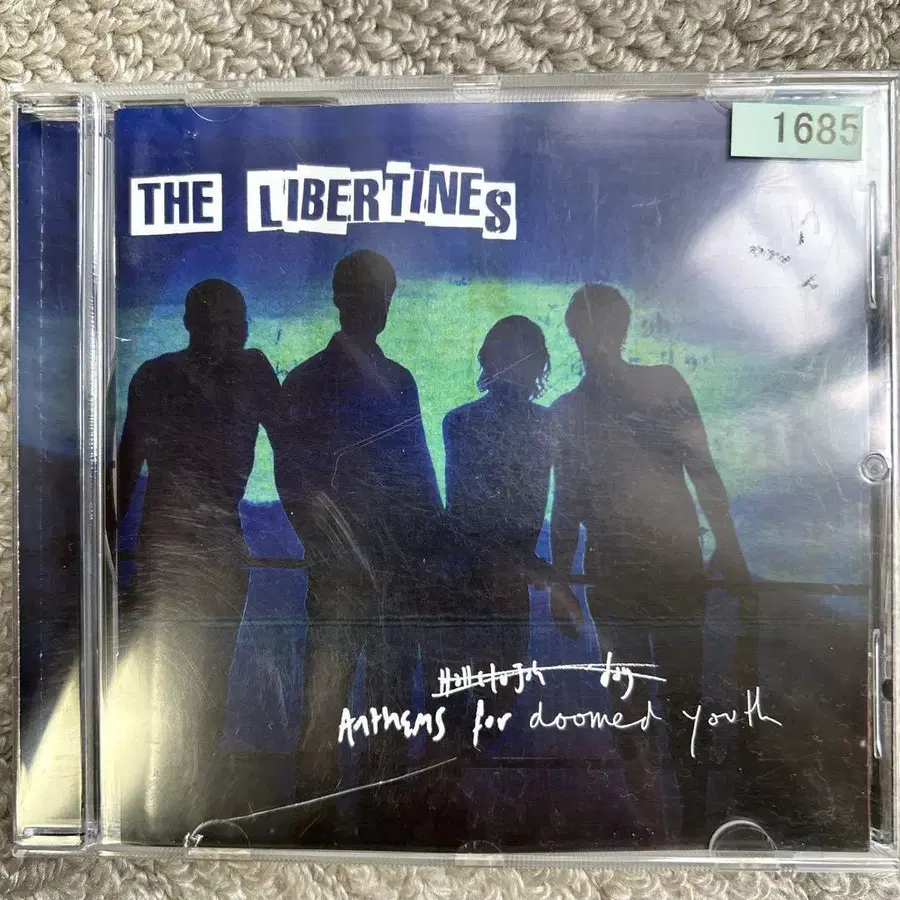 1685
THE LIBERTINES
Hallelujah day
Anthems for doomed youth